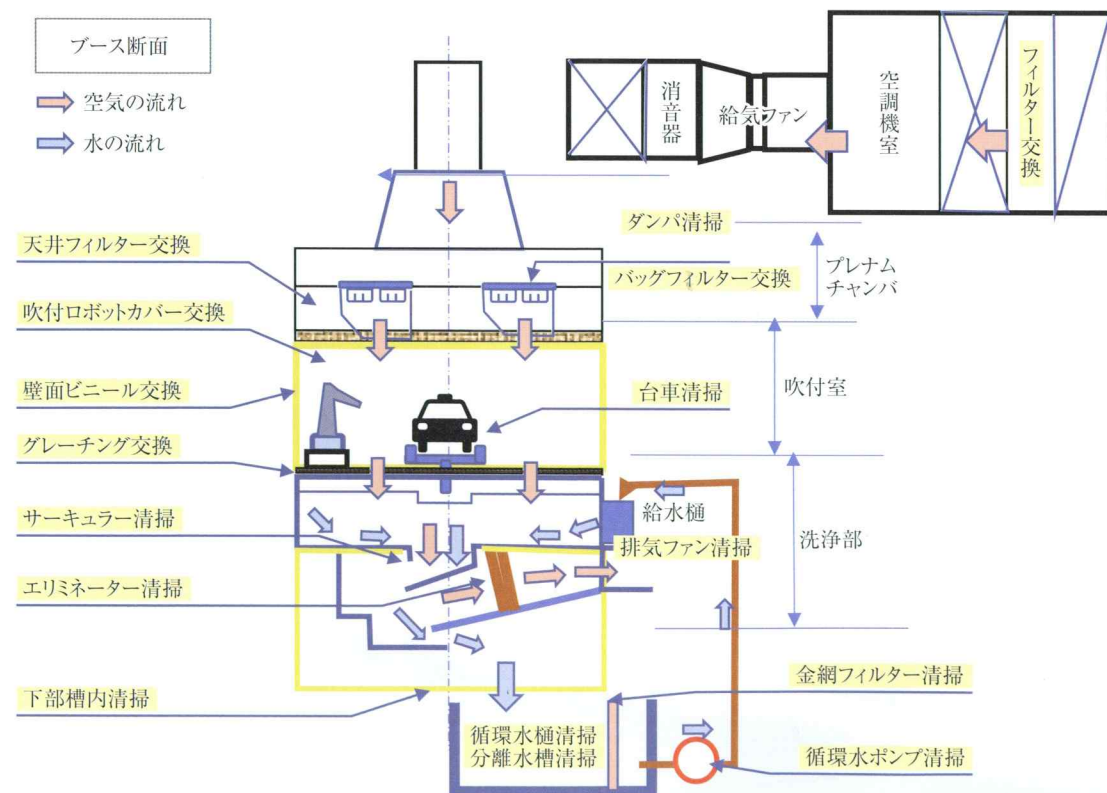 ブース断面
空気の流れ
水の流れ
消音器
給気ファン
空調機室
フィルター交換
ダンパ清掃
プレナム
チャンバ
天井フィルター交換
バッグフィルター交換
吹付ロボットカバー交換
壁面ビニール交換
台車清掃
吹付室
グレーチング交換
サーキュラー清掃
給水樋
排気ファン清掃
洗浄部
エリミネーター清掃
下部槽内清掃
金網フィルター清掃
循環水樋清掃
分離水槽清掃
循環水ポンプ清掃